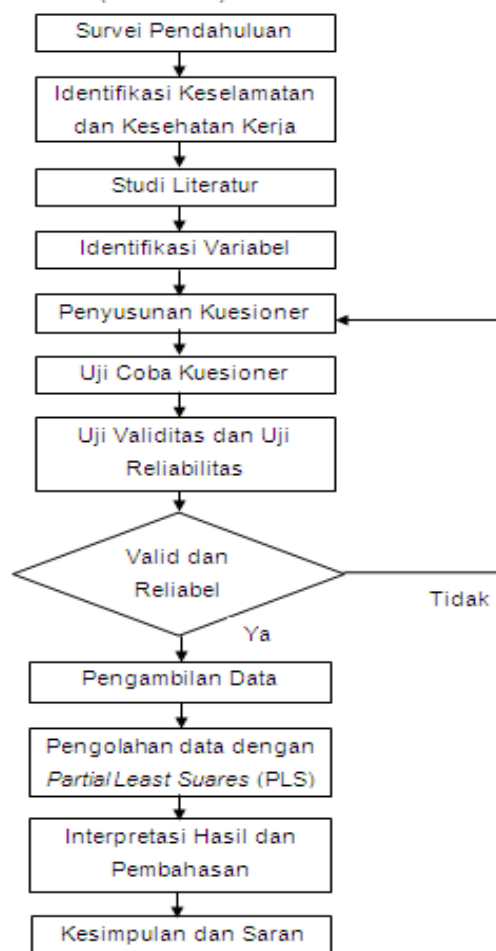 Survei Pendahuluan
Identifikasi Keselamatan
dan Kesehatan Kerja
Studi Literatur
Identifikasi Variabel
Penyusunan Kuesioner
Uji Coba Kuesioner
Uji Validitas dan Uji
Reliabilitas
Valid dan
Reliabel
Tidak
Ya
Pengambilan Data
Pengolahan data dengan
Partial Least Suares (PLS)
Interpretasi Hasil dan
Pembahasan
Kesimpulan dan Saran